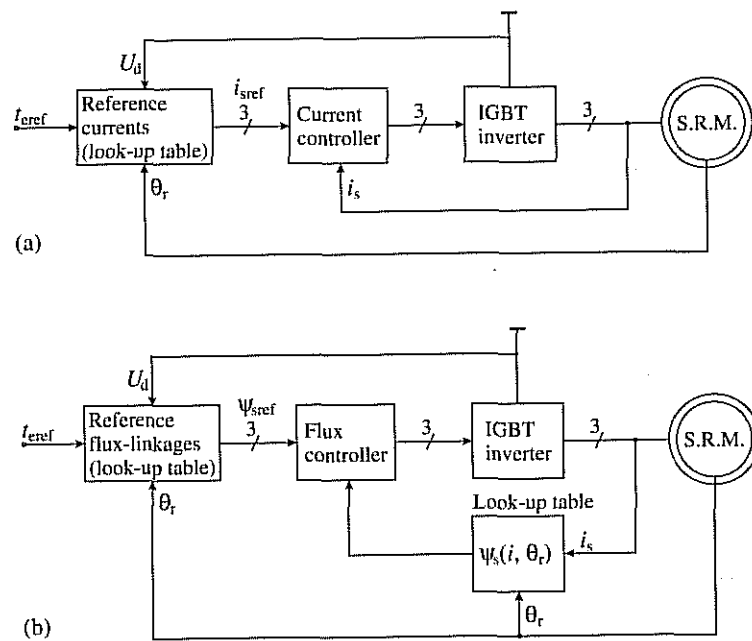 U_d
t_eref
Reference
currents
(look-up table)
i_sref
3
Current
controller
3
IGBT
inverter
3
S.R.M.
θ_r
i_s
(a)
U_d
t_eref
Reference
flux-linkages
(look-up table)
ψ_sref
3
Flux
controller
3
IGBT
inverter
3
S.R.M.
θ_r
Look-up table
ψ_s(i, θ_r)
i_s
θ_r
(b)